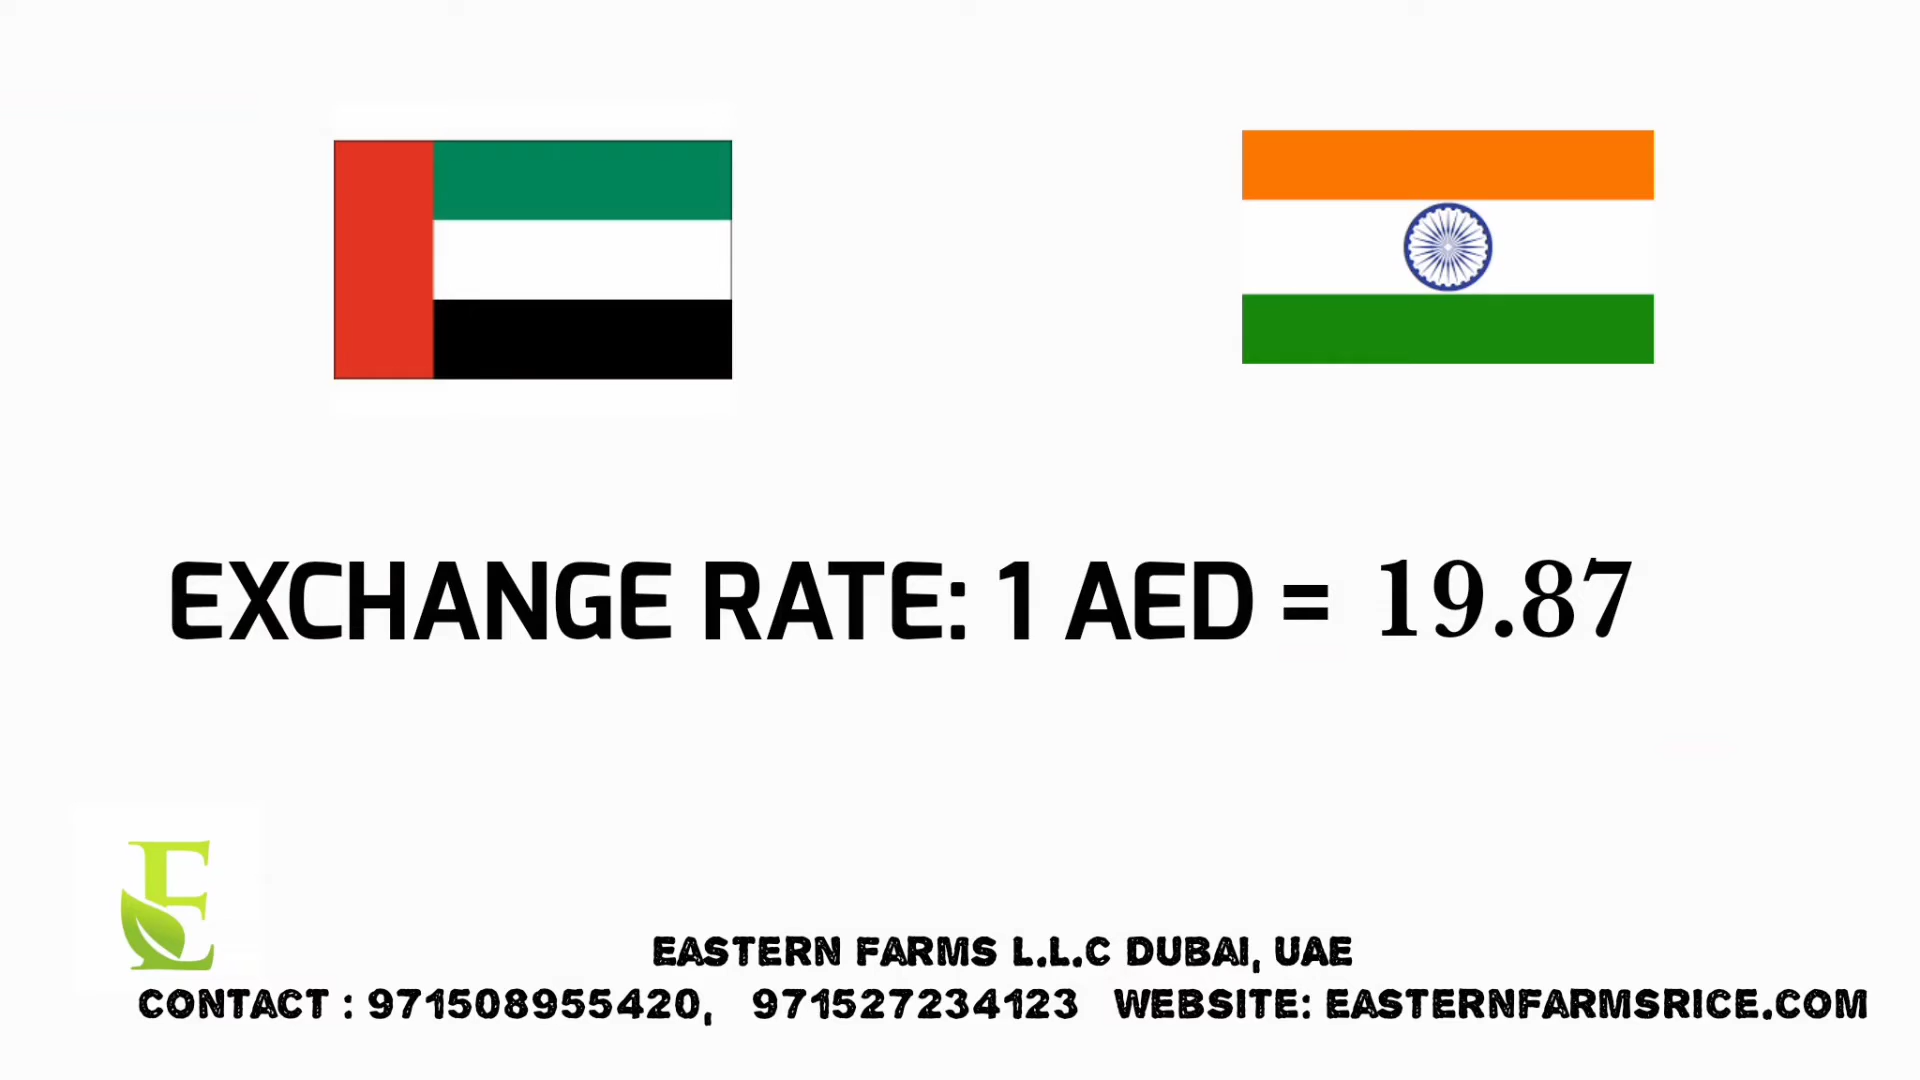 EXCHANGE RATE: 1 AED = 19.87
E
EASTERN FARMS L.L.C DUBAI, UAE
CONTACT : 971508955420, 971527234123 WEBSITE: EASTERNFARMSRICE.COM